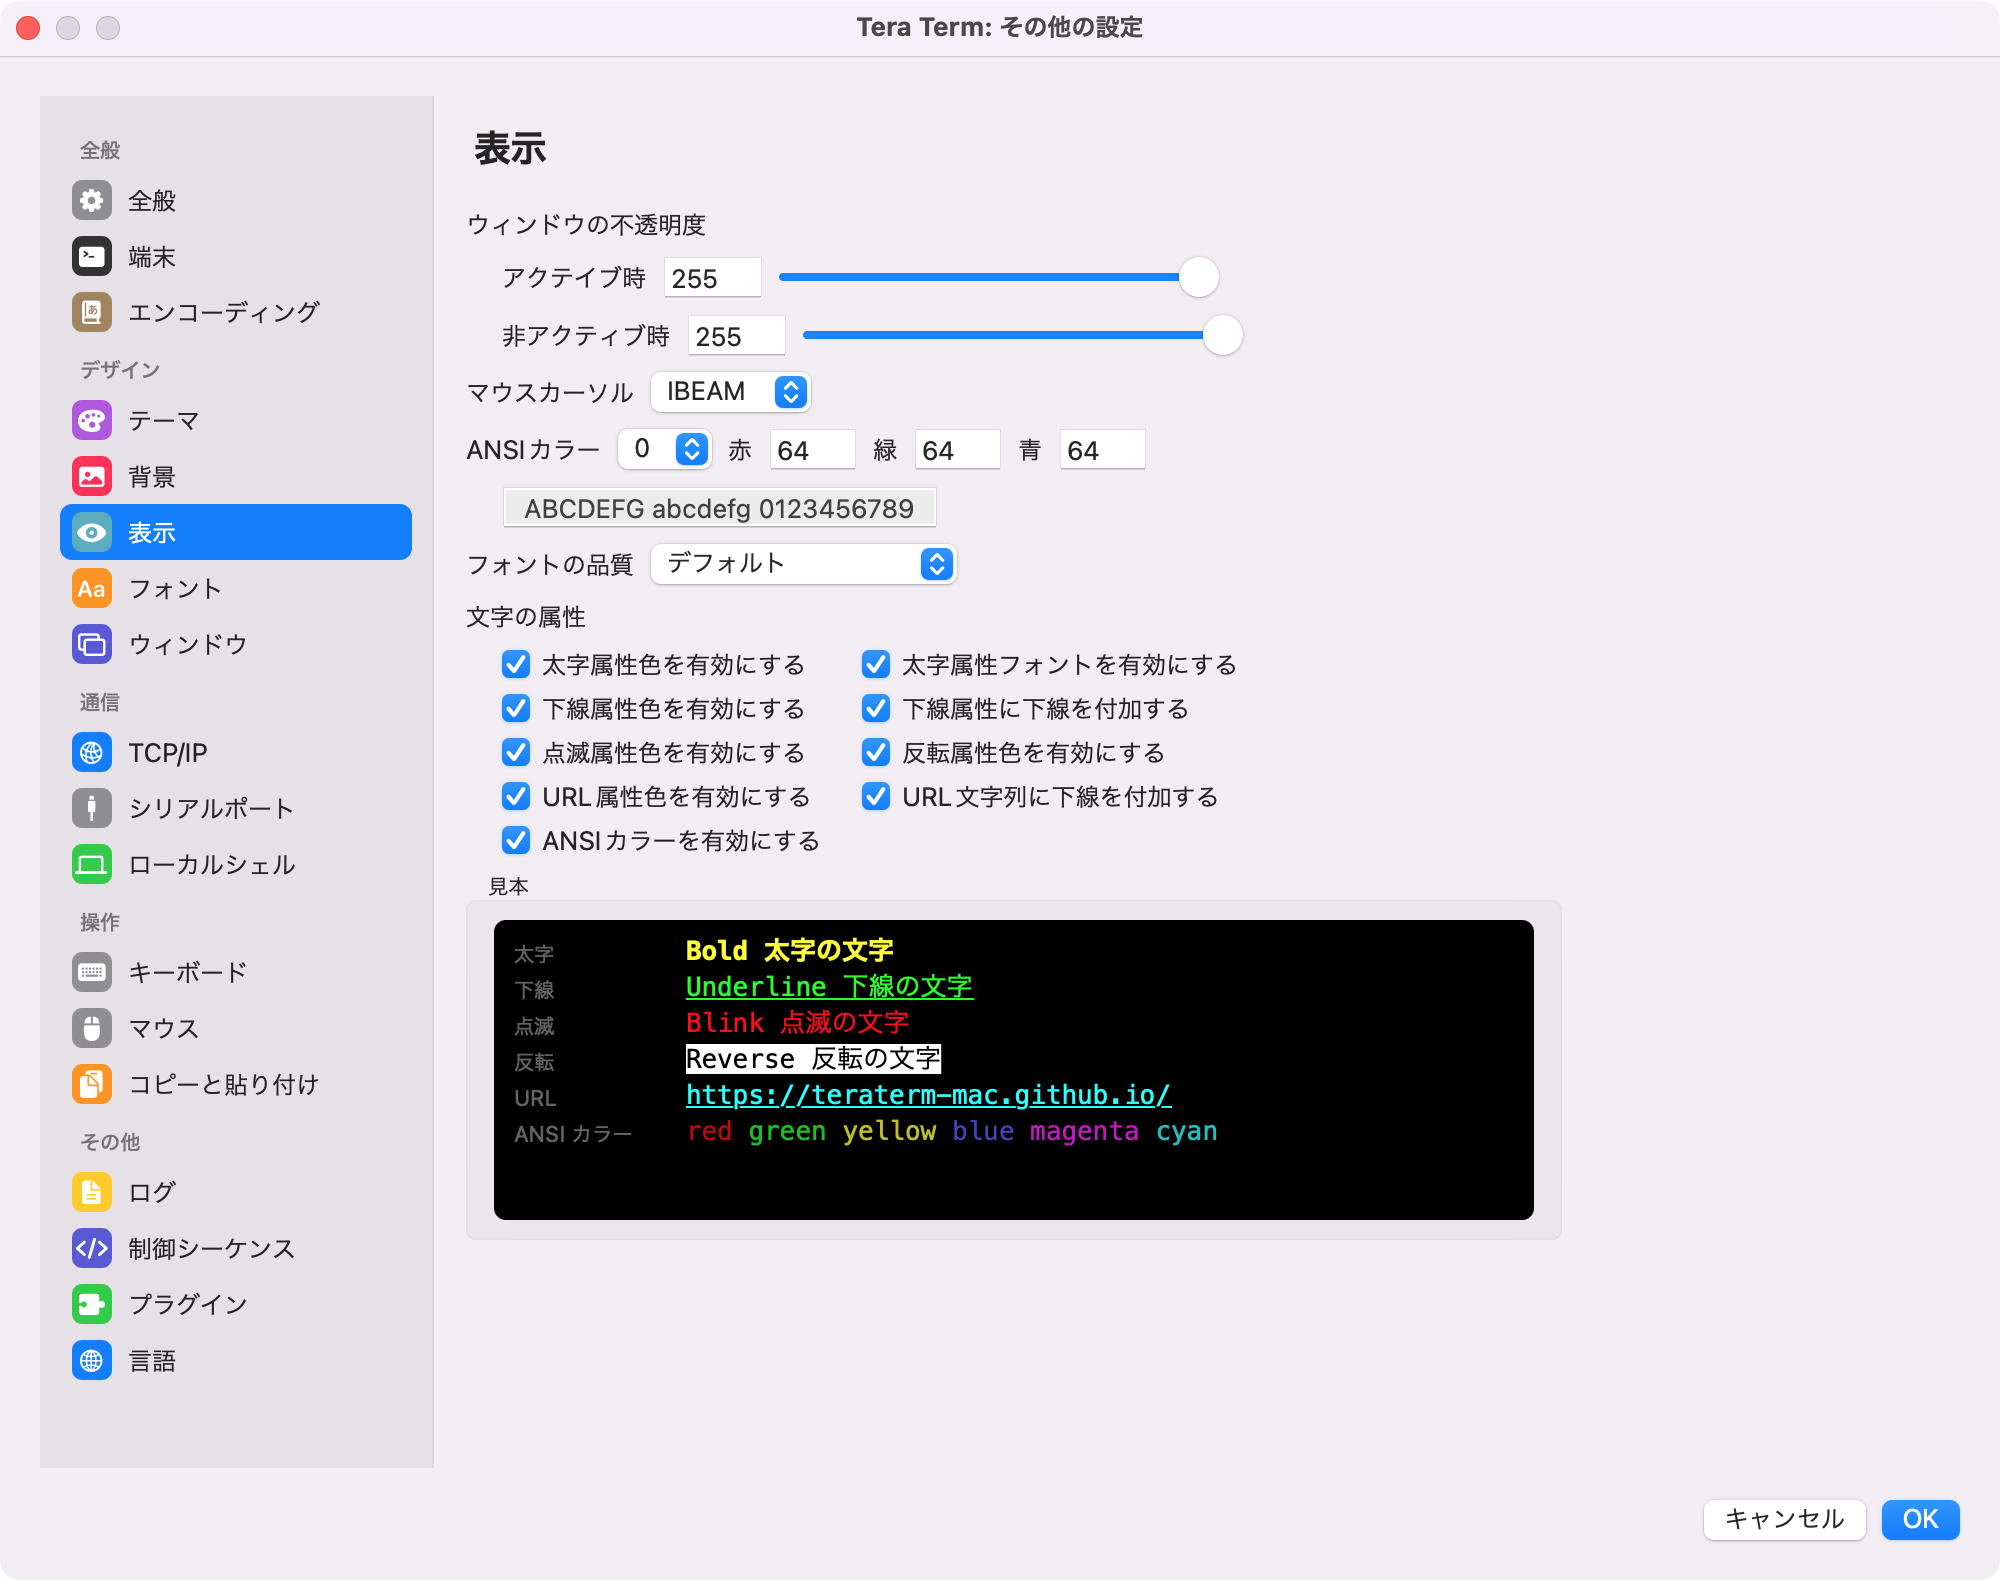 Tera Term: その他の設定
全般
全般
端末
エンコーディング
デザイン
テーマ
背景
表示
フォント
ウィンドウ
通信
TCP/IP
シリアルポート
ローカルシェル
操作
キーボード
マウス
コピーと貼り付け
その他
ログ
制御シーケンス
プラグイン
言語
表示
ウィンドウの不透明度
アクテイブ時 255
非アクティブ時 255
マウスカーソル IBEAM
ANSIカラー 0 赤 64 緑 64 青 64
ABCDEFG abcdefg 0123456789
フォントの品質 デフォルト
文字の属性
太字属性色を有効にする 太字属性フォントを有効にする
下線属性色を有効にする 下線属性に下線を付加する
点滅属性色を有効にする 反転属性色を有効にする
URL属性色を有効にする URL文字列に下線を付加する
ANSIカラーを有効にする
見本
太字 Bold 太字の文字
下線 Underline 下線の文字
点滅 Blink 点滅の文字
反転 Reverse 反転の文字
URL https://teraterm-mac.github.io/
ANSI カラー red green yellow blue magenta cyan
キャンセル OK